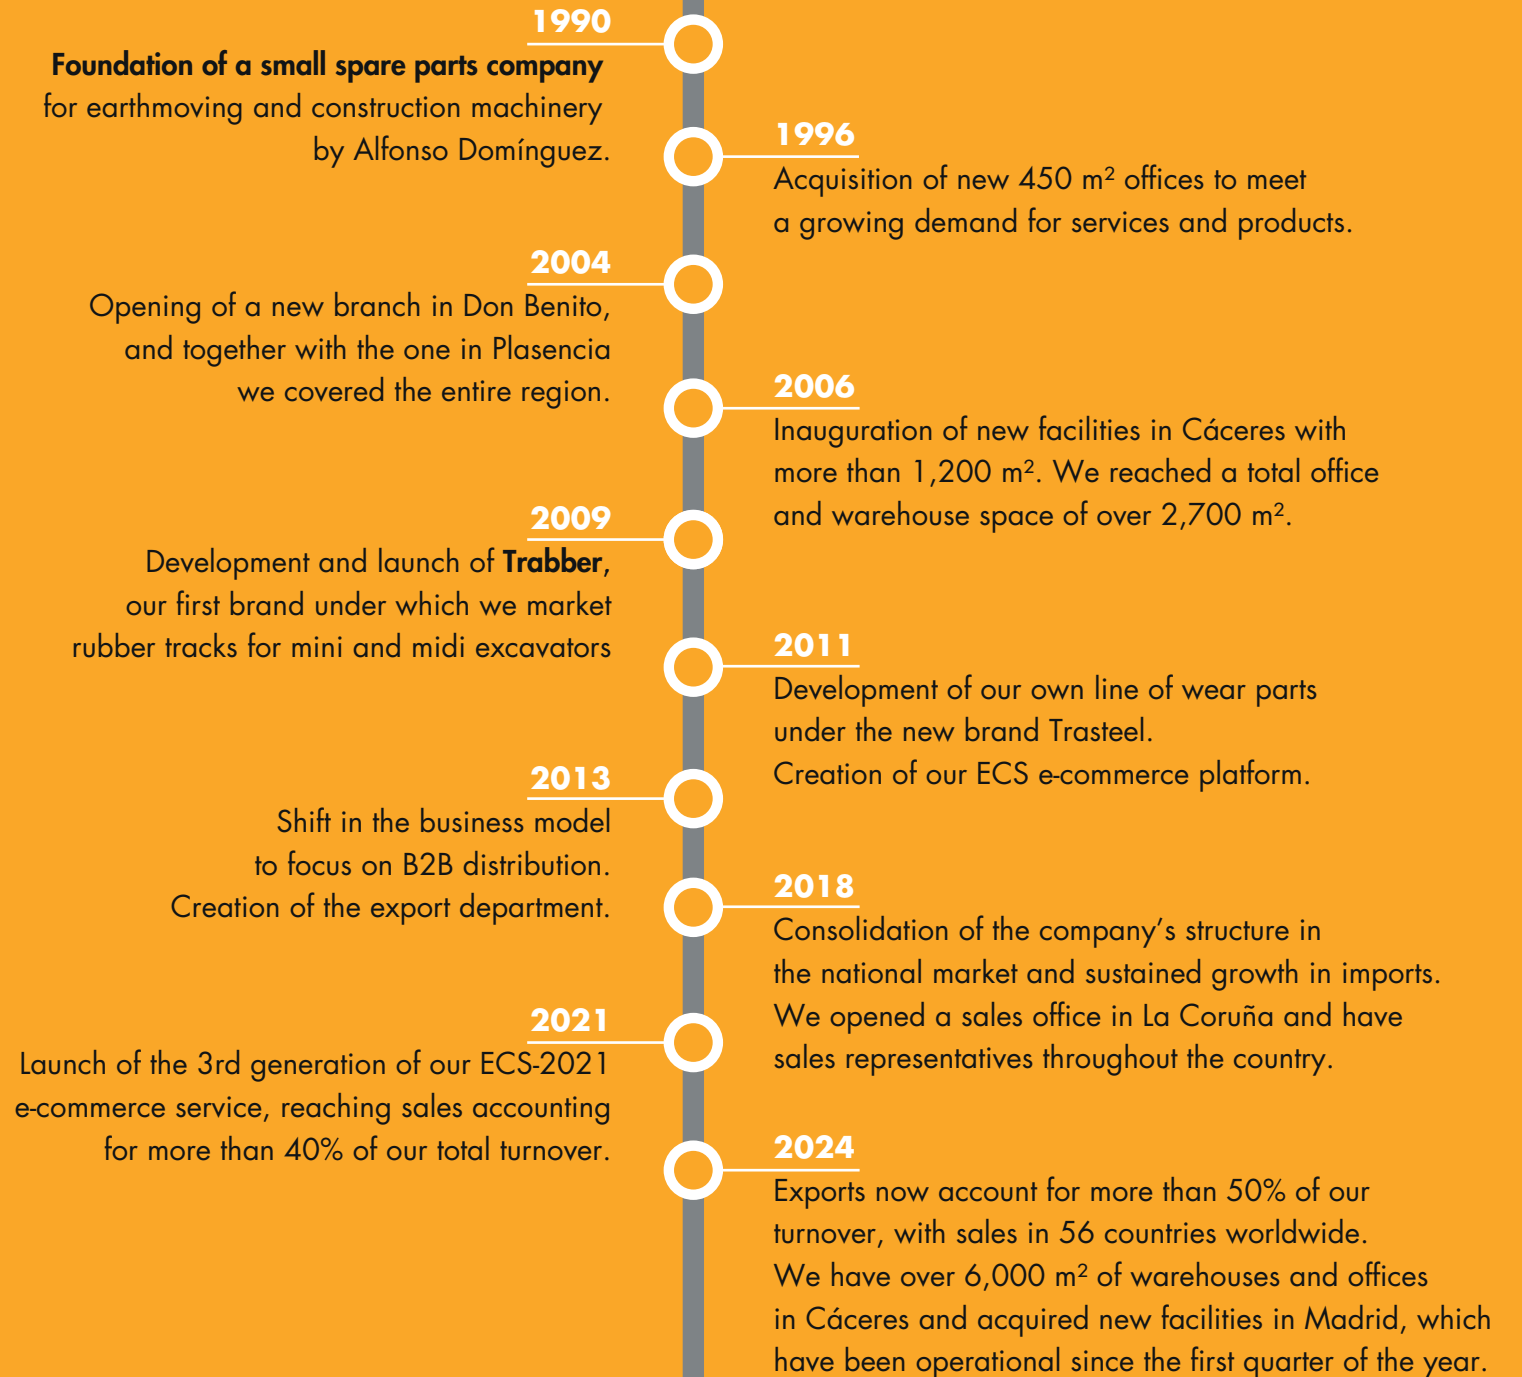 1990
Foundation of a small spare parts company
for earthmoving and construction machinery
by Alfonso Domínguez.
1996
Acquisition of new 450 m² offices to meet
a growing demand for services and products.
2004
Opening of a new branch in Don Benito,
and together with the one in Plasencia
we covered the entire region.
2006
Inauguration of new facilities in Cáceres with
more than 1,200 m². We reached a total office
and warehouse space of over 2,700 m².
2009
Development and launch of Trabber,
our first brand under which we market
rubber tracks for mini and midi excavators
2011
Development of our own line of wear parts
under the new brand Trasteel.
Creation of our ECS e-commerce platform.
2013
Shift in the business model
to focus on B2B distribution.
Creation of the export department.
2018
Consolidation of the company’s structure in
the national market and sustained growth in imports.
We opened a sales office in La Coruña and have
sales representatives throughout the country.
2021
Launch of the 3rd generation of our ECS-2021
e-commerce service, reaching sales accounting
for more than 40% of our total turnover.
2024
Exports now account for more than 50% of our
turnover, with sales in 56 countries worldwide.
We have over 6,000 m² of warehouses and offices
in Cáceres and acquired new facilities in Madrid, which
have been operational since the first quarter of the year.